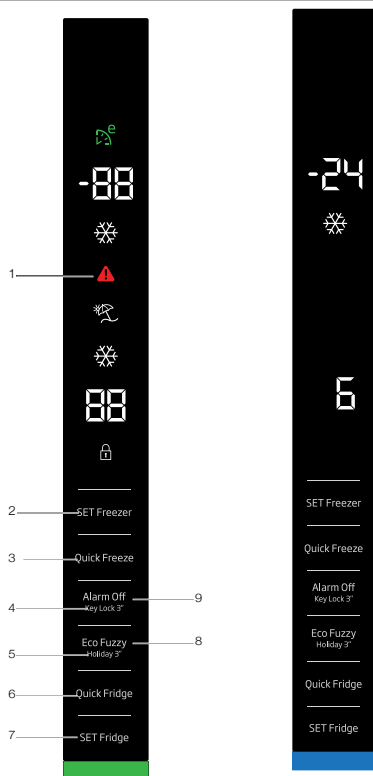 e
-88
1
88
2
SET Freezer
3
Quick Freeze
Alarm Off
9
4
Key Lock 3"
Eco Fuzzy
8
5
Holiday 3"
6
Quick Fridge
7
SET Fridge
-24
6
SET Freezer
Quick Freeze
Alarm Off
Key Lock 3"
Eco Fuzzy
Holiday 3"
Quick Fridge
SET Fridge